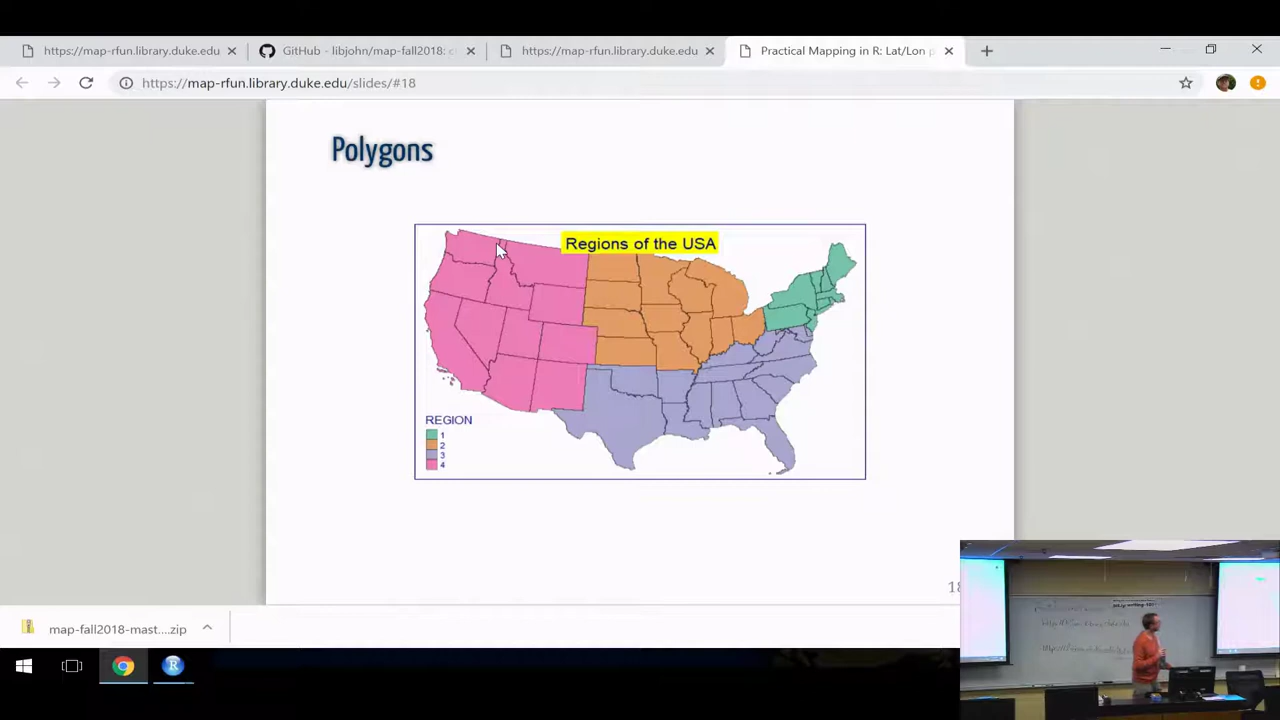 https://map-rfun.library.duke.edu
GitHub - libjohn/map-fall2018: c
https://map-rfun.library.duke.edu
Practical Mapping in R: Lat/Lon p
https://map-rfun.library.duke.edu/slides/#18
Polygons
Regions of the USA
REGION
1
2
3
4
18
map-fall2018-mast....zip